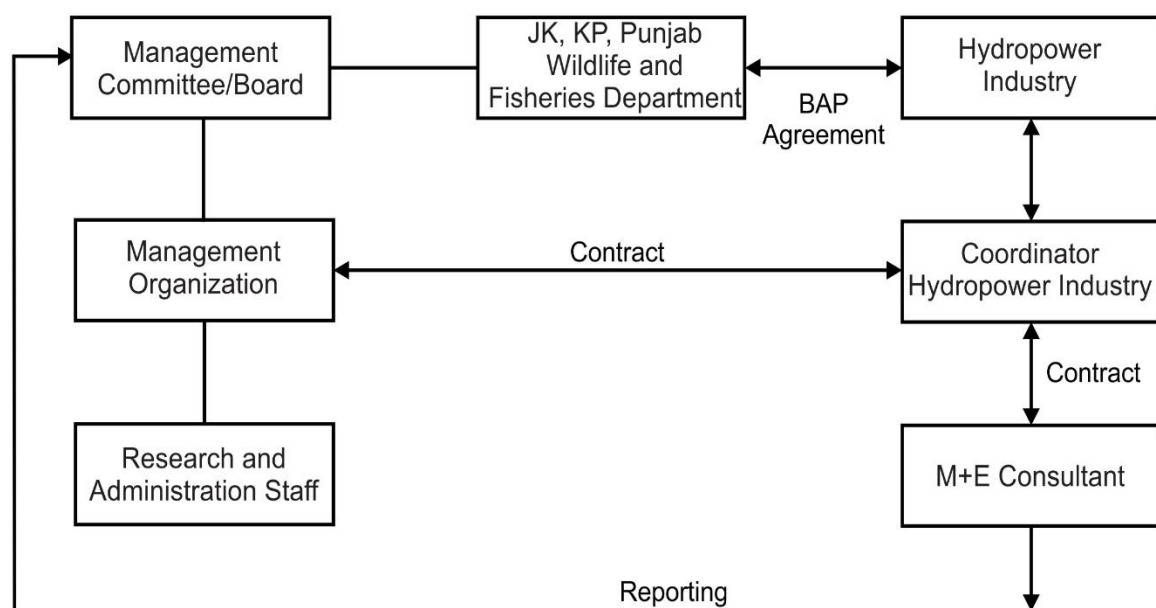 Management
Committee/Board
JK, KP, Punjab
Wildlife and
Fisheries Department
BAP
Agreement
Hydropower
Industry
Management
Organization
Contract
Coordinator
Hydropower Industry
Contract
Research and
Administration Staff
M+E Consultant
Reporting